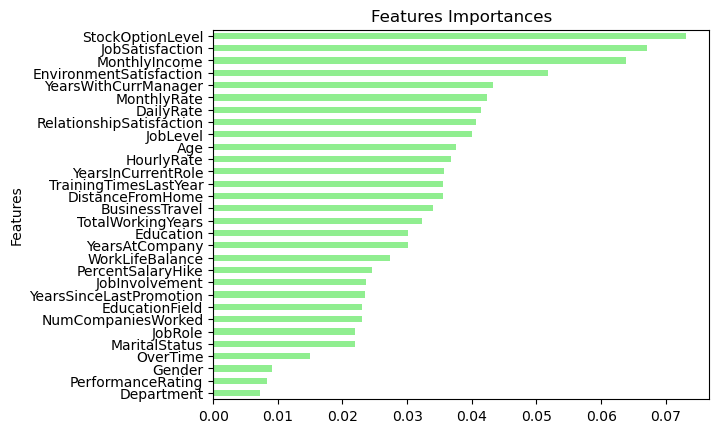 Features Importances
StockOptionLevel
JobSatisfaction
MonthlyIncome
EnvironmentSatisfaction
YearsWithCurrManager
MonthlyRate
DailyRate
RelationshipSatisfaction
JobLevel
Age
HourlyRate
YearsInCurrentRole
TrainingTimesLastYear
DistanceFromHome
BusinessTravel
TotalWorkingYears
Education
YearsAtCompany
WorkLifeBalance
PercentSalaryHike
JobInvolvement
YearsSinceLastPromotion
EducationField
NumCompaniesWorked
JobRole
MaritalStatus
OverTime
Gender
PerformanceRating
Department
Features
0.00 0.01 0.02 0.03 0.04 0.05 0.06 0.07